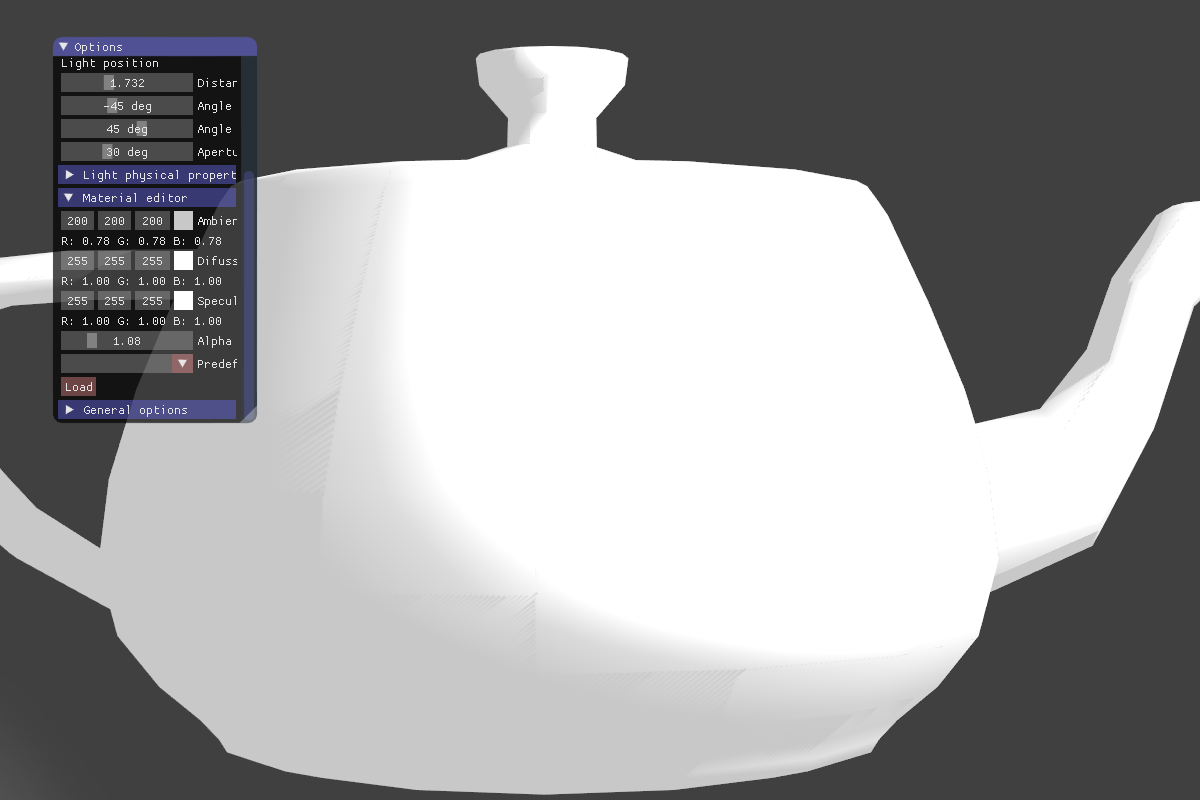 Options
Light position
1.732 Distan
-45 deg Angle
45 deg Angle
30 deg Apertu
Light physical propert
Material editor
200 200 200 Ambien
R: 0.78 G: 0.78 B: 0.78
255 255 255 Difuss
R: 1.00 G: 1.00 B: 1.00
255 255 255 Specul
R: 1.00 G: 1.00 B: 1.00
1.08 Alpha
Predef
Load
General options